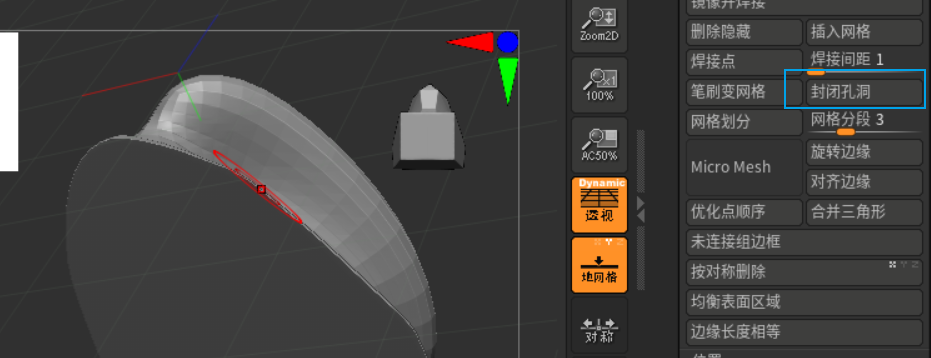 镜像并焊接
Zoom2D
删除隐藏
插入网格
焊接点
焊接间距 1
100%
笔刷变网格
封闭孔洞
网格划分
网格分段 3
AC50%
Micro Mesh
旋转边缘
对齐边缘
Dynamic
透视
优化点顺序
合并三角形
未连接组边框
地网格
按对称删除
均衡表面区域
对称
边缘长度相等
位置